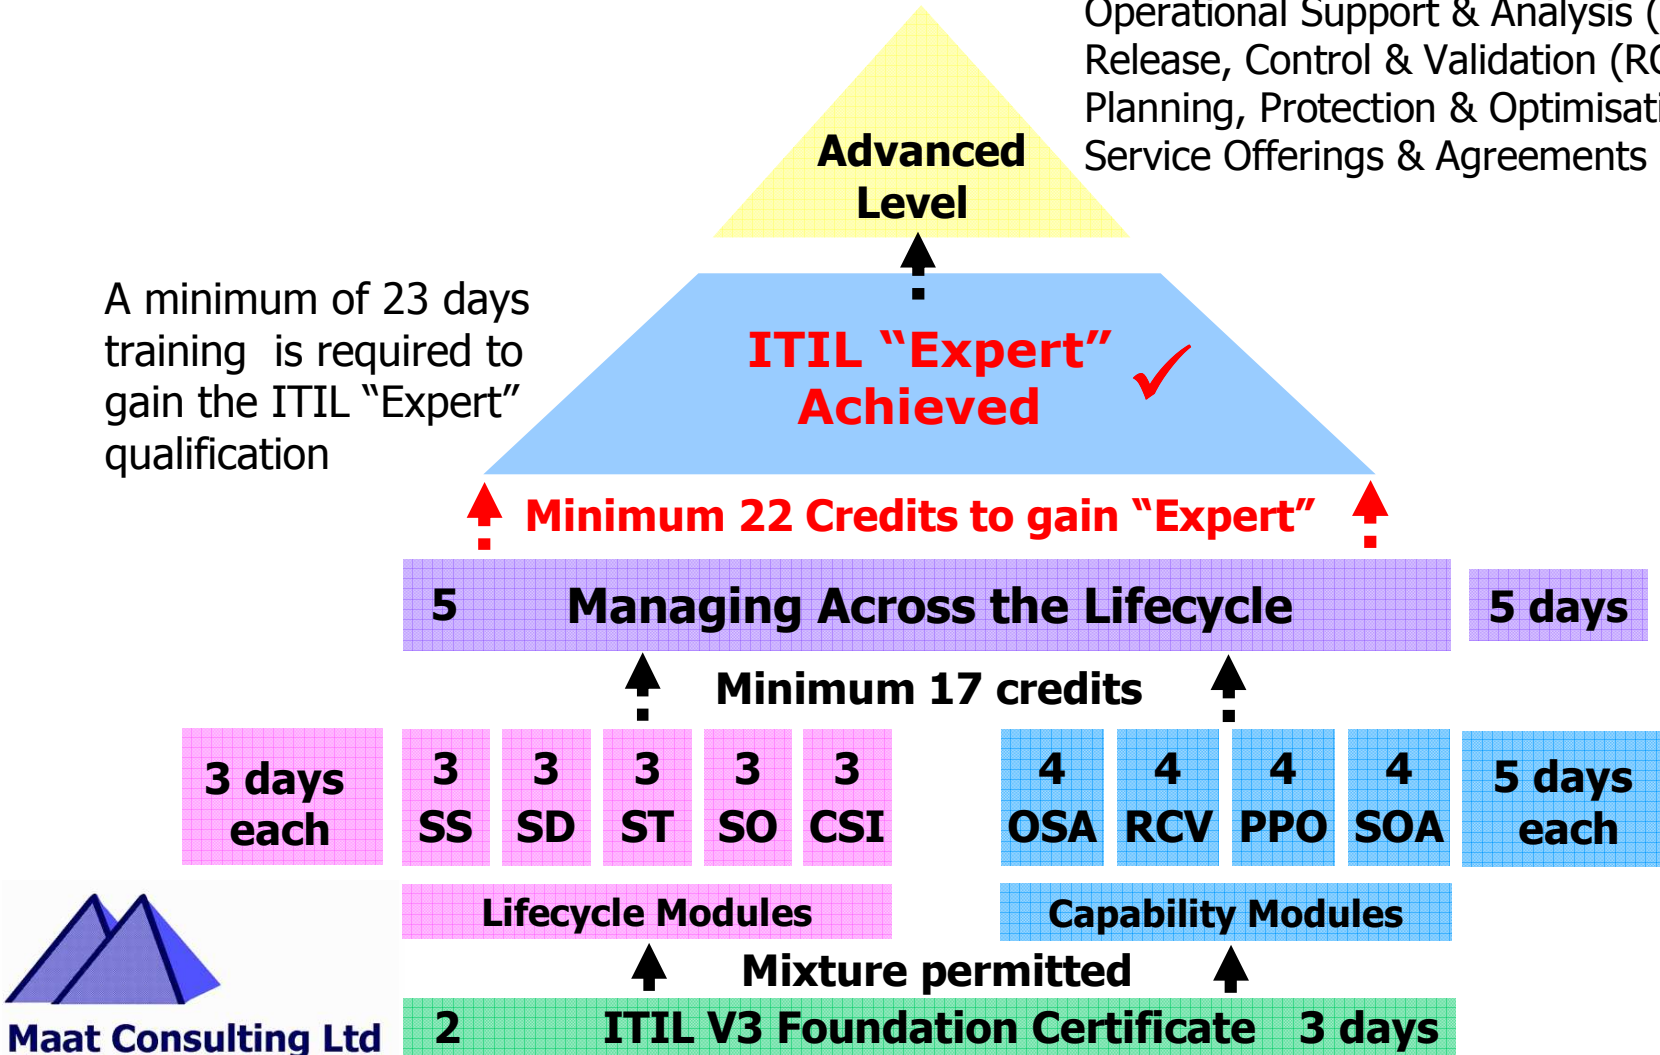 Operational Support & Analysis (
Release, Control & Validation (RC
Planning, Protection & Optimisati
Service Offerings & Agreements
Advanced
Level
A minimum of 23 days
training is required to
gain the ITIL “Expert”
qualification
ITIL “Expert”
Achieved
Minimum 22 Credits to gain “Expert”
5 Managing Across the Lifecycle 5 days
Minimum 17 credits
3 days
each
3 3 3 3 3
SS SD ST SO CSI
4 4 4 4
OSA RCV PPO SOA
5 days
each
Lifecycle Modules
Capability Modules
Mixture permitted
2 ITIL V3 Foundation Certificate 3 days
Maat Consulting Ltd